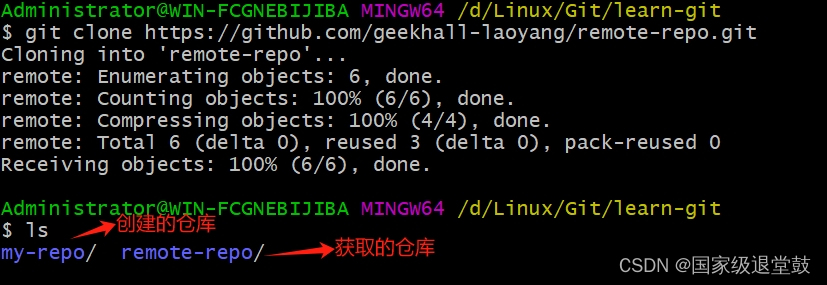 Administrator@WIN-FCGNEBIJIBA MINGW64 /d/Linux/Git/learn-git
$ git clone https://github.com/geekhall-laoyang/remote-repo.git
Cloning into 'remote-repo'...
remote: Enumerating objects: 6, done.
remote: Counting objects: 100% (6/6), done.
remote: Compressing objects: 100% (4/4), done.
remote: Total 6 (delta 0), reused 3 (delta 0), pack-reused 0
Receiving objects: 100% (6/6), done.
Administrator@WIN-FCGNEBIJIBA MINGW64 /d/Linux/Git/learn-git
$ ls 创建的仓库
my-repo/ remote-repo/ 获取的仓库
CSDN @国家级退堂鼓